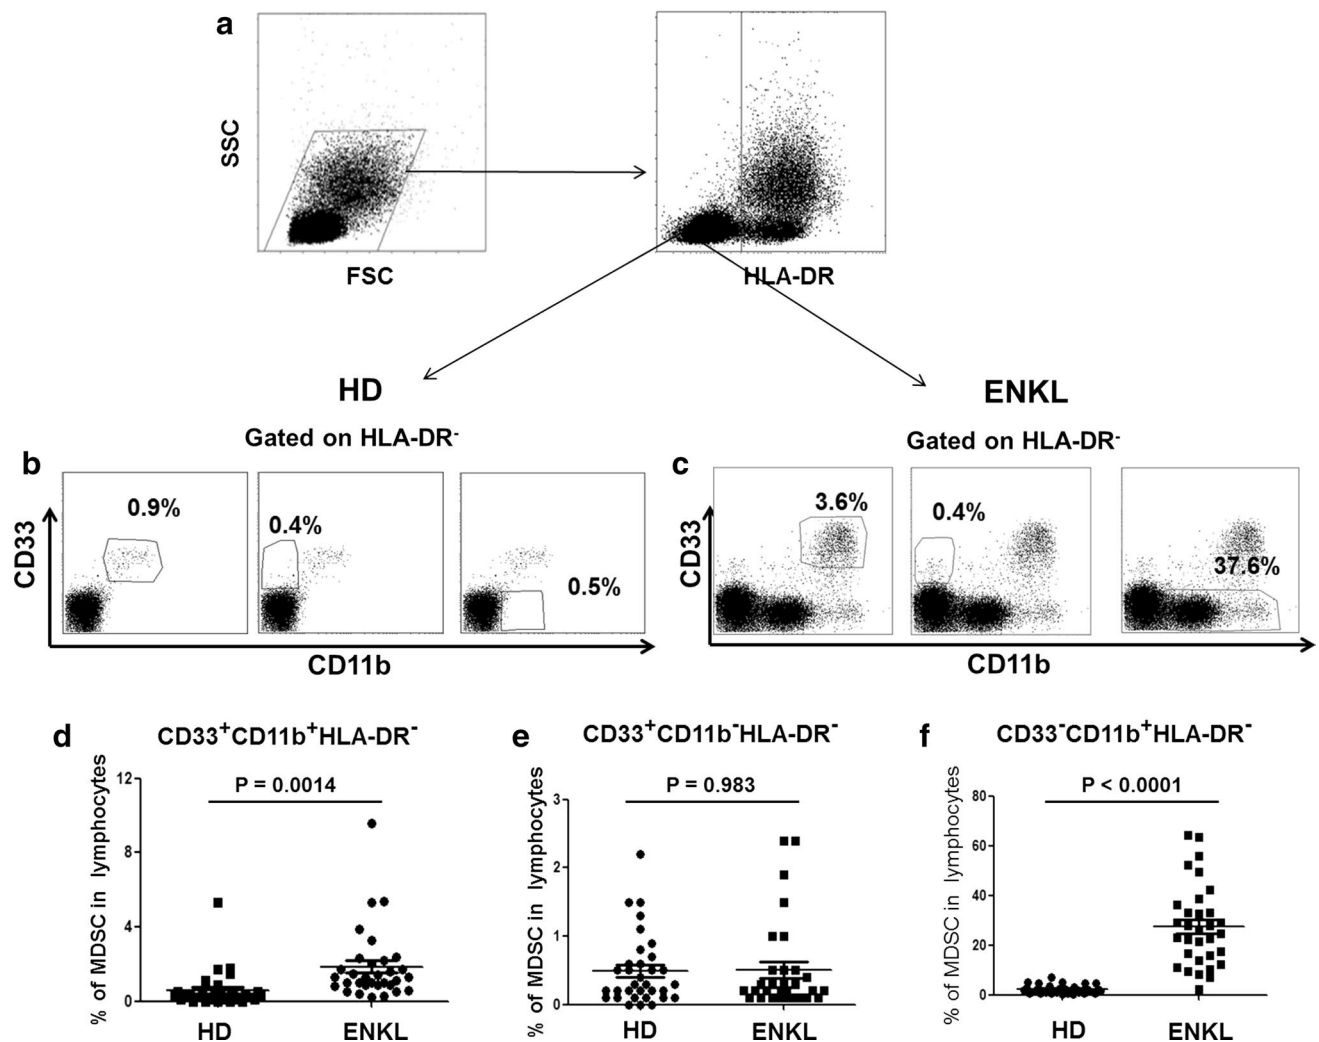 a
SSC
FSC
HLA-DR
HD
ENKL
Gated on HLA-DR⁻
Gated on HLA-DR⁻
b
c
CD33
0.9%
0.4%
0.5%
CD11b
CD33
3.6%
0.4%
37.6%
CD11b
d
CD33⁺CD11b⁺HLA-DR⁻
P = 0.0014
% of MDSC in lymphocytes
12
8
4
0
HD
ENKL
e
CD33⁺CD11b⁻HLA-DR⁻
P = 0.983
% of MDSC in lymphocytes
3
2
1
0
HD
ENKL
f
CD33⁻CD11b⁺HLA-DR⁻
P < 0.0001
% of MDSC in lymphocytes
80
60
40
20
0
HD
ENKL